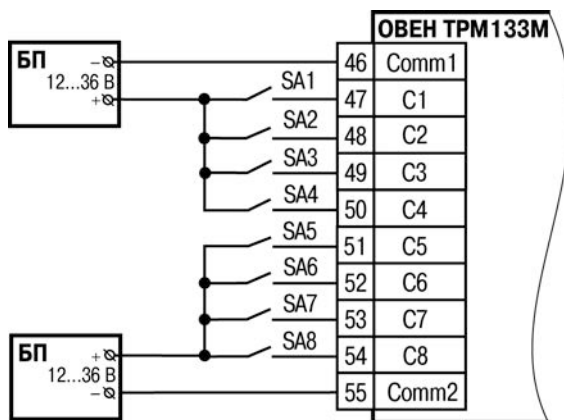 ОВЕН ТРМ133М
БП
–
12...36 В
+
46 Comm1
SA1 47 C1
SA2 48 C2
SA3 49 C3
SA4 50 C4
SA5 51 C5
SA6 52 C6
SA7 53 C7
SA8 54 C8
БП
+
12...36 В
–
55 Comm2